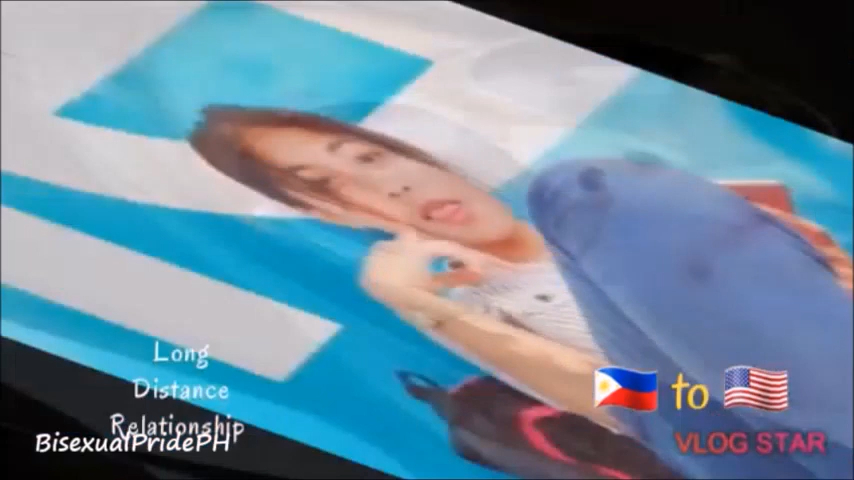 Long
Distance
Relationship
BisexualPridePH
to
VLOG STAR